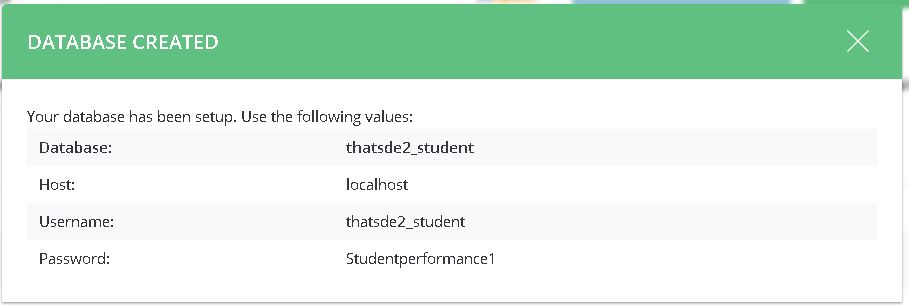 DATABASE CREATED
Your database has been setup. Use the following values:
Database: thatsde2_student
Host: localhost
Username: thatsde2_student
Password: Studentperformance1